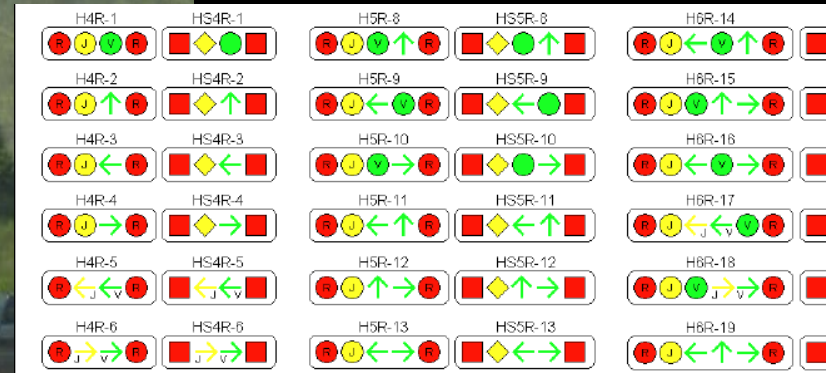 H4R-1 HS4R-1 H5R-8 HS5R-8 H6R-14
R J V R R J V R R J V R
H4R-2 HS4R-2 H5R-9 HS5R-9 H6R-15
R J R R J V R R J V R
H4R-3 HS4R-3 H5R-10 HS5R-10 H6R-16
R J R R J V R R J V R
H4R-4 HS4R-4 H5R-11 HS5R-11 H6R-17
R J R R J R R J J V V R
H4R-5 HS4R-5 H5R-12 HS5R-12 H6R-18
R J V R J V R J R R J V J V R
H4R-6 HS4R-6 H5R-13 HS5R-13 H6R-19
R J V R J V R J R R J R